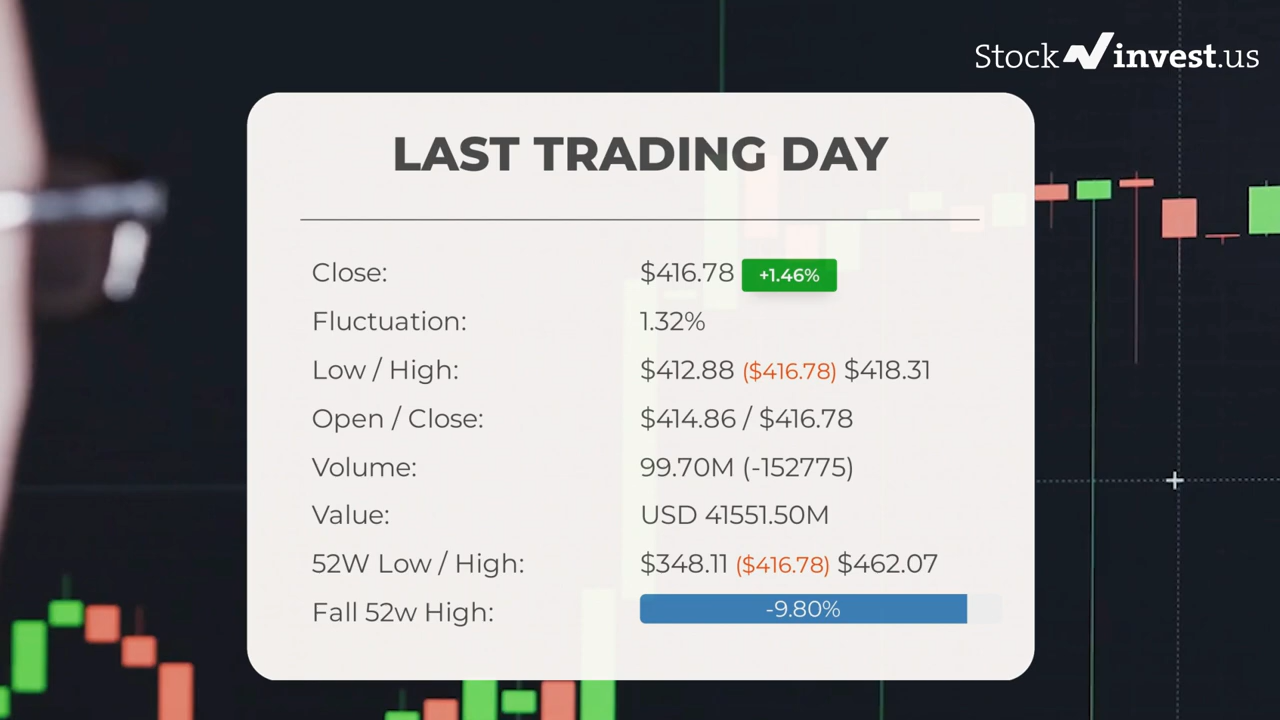 Stock invest.us
LAST TRADING DAY
Close: $416.78 +1.46%
Fluctuation: 1.32%
Low / High: $412.88 ($416.78) $418.31
Open / Close: $414.86 / $416.78
Volume: 99.70M (-152775)
Value: USD 41551.50M
52W Low / High: $348.11 ($416.78) $462.07
Fall 52w High: -9.80%